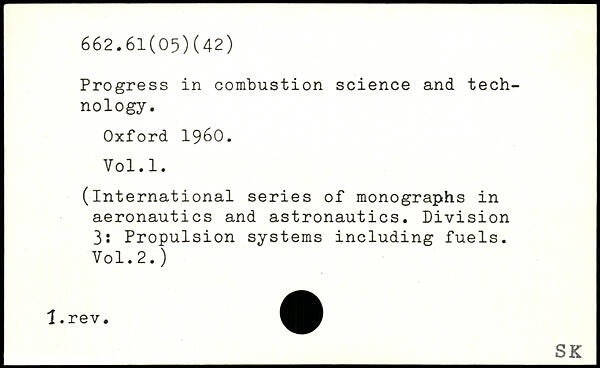 662.61(05)(42)
Progress in combustion science and tech-
nology.
Oxford 1960.
Vol.1.
(International series of monographs in
aeronautics and astronautics. Division
3: Propulsion systems including fuels.
Vol.2.)
1.rev.
SK